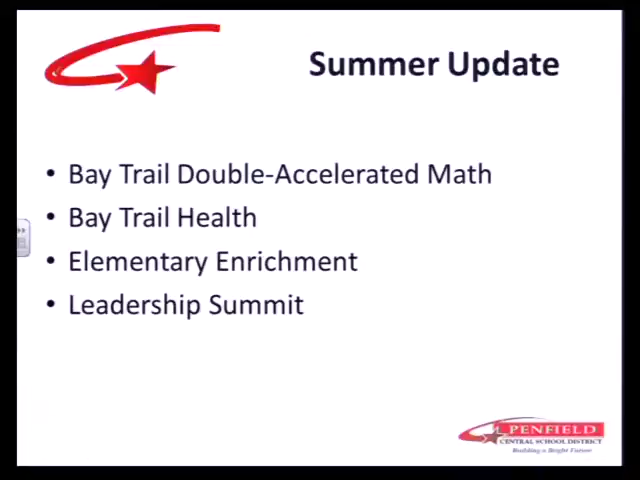 Summer Update
• Bay Trail Double-Accelerated Math
• Bay Trail Health
• Elementary Enrichment
• Leadership Summit
PENFIELD
CENTRAL SCHOOL DISTRICT
Building a Bright Future